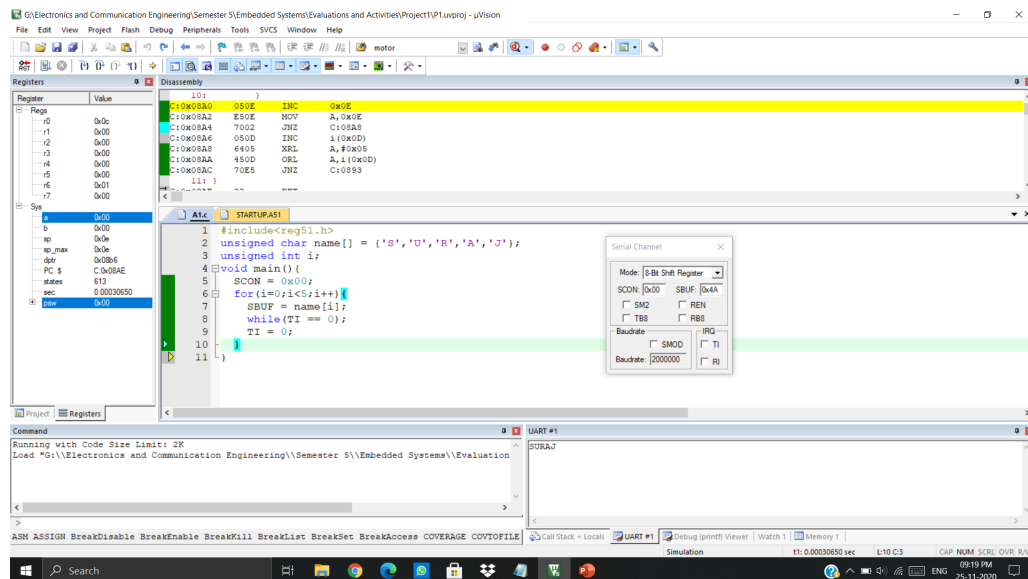 G:\Electronics and Communication Engineering\Semester 5\Embedded Systems\Evaluations and Activities\Project1\P1.uvproj - µVision
File Edit View Project Flash Debug Peripherals Tools SVCS Window Help
motor
RST
Registers
Register Value
Regs
r0 0x0c
r1 0x00
r2 0x00
r3 0x00
r4 0x00
r5 0x00
r6 0x01
r7 0x00
Sys
a 0x00
b 0x00
sp 0x0e
sp_max 0x0e
dptr 0x08b6
PC $ C:0x08AE
states 613
sec 0.00030650
psw 0x00
Project Registers
Disassembly
10: }
C:0x08A0 050E INC 0x0E
C:0x08A2 E50E MOV A,0x0E
C:0x08A4 7002 JNZ C:08A8
C:0x08A6 050D INC i(0x0D)
C:0x08A8 6405 XRL A,#0x05
C:0x08AA 450D ORL A,i(0x0D)
C:0x08AC 70E5 JNZ C:0893
11: }
A1.c STARTUP.A51
1 #include<reg51.h>
2 unsigned char name[] = {'S','U','R','A','J'};
3 unsigned int i;
4 void main(){
5 SCON = 0x00;
6 for(i=0;i<5;i++){
7 SBUF = name[i];
8 while(TI == 0);
9 TI = 0;
10 }
11 }
Serial Channel
Mode: 8-Bit Shift Register
SCON: 0x00 SBUF: 0x4A
SM2 REN
TB8 RB8
Baudrate IRQ
SMOD TI
Baudrate: 2000000 RI
Command
Running with Code Size Limit: 2K
Load "G:\\Electronics and Communication Engineering\\Semester 5\\Embedded Systems\\Evaluation
>
ASM ASSIGN BreakDisable BreakEnable BreakKill BreakList BreakSet BreakAccess COVERAGE COVTOFILE
UART #1
SURAJ
Call Stack + Locals UART #1 Debug (printf) Viewer Watch 1 Memory 1
Simulation t1: 0.00030650 sec L:10 C:3 CAP NUM SCRL OVR
Search
ENG
09:19 PM
25-11-2020